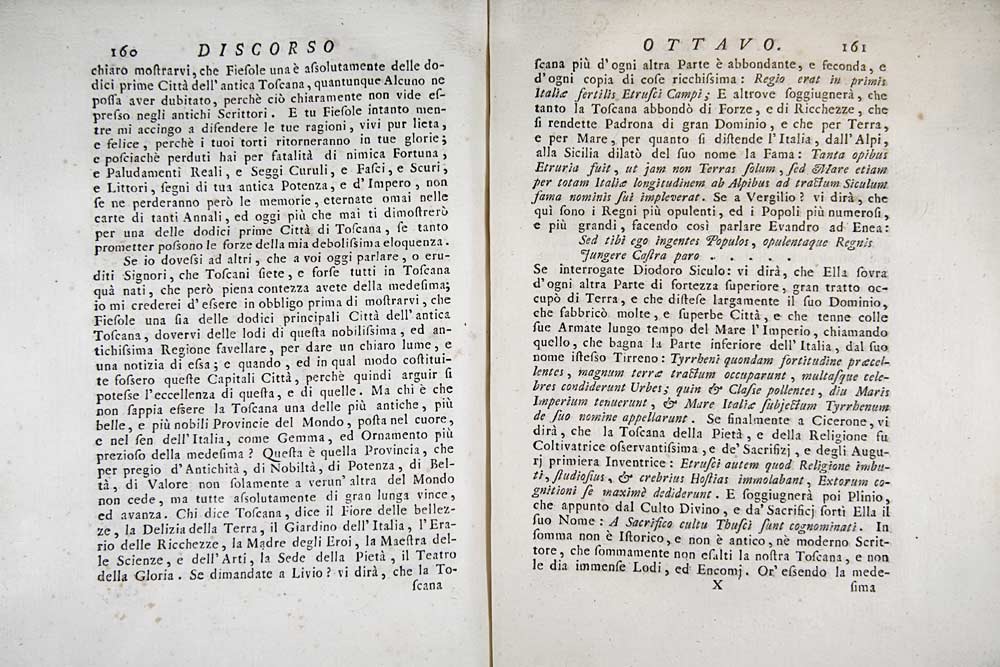 160 DISCORSO
chiaro moſtrarvi, che Fieſole una è aſſolutamente delle do-
dici prime Città dell'antica Toſcana, quantunque Alcuno ne
poſſa aver dubitato, perchè ciò chiaramente non vide eſ-
preſſo negli antichi Scrittori. E tu Fieſole intanto men-
tre mi accingo a difendere le tue ragioni, vivi pur lieta,
e felice, perchè i tuoi torti ritorneranno in tue glorie;
e poſciachè perduti hai per fatalità di nimica Fortuna,
e Paludamenti Reali, e Seggi Curuli, e Faſci, e Scuri,
e Littori, ſegni di tua antica Potenza, e d'Impero, non
ſe ne perderanno però le memorie, eternate omai nelle
carte di tanti Annali, ed oggi più che mai ti dimoſtrerò
per una delle dodici prime Città di Toſcana, ſe tanto
prometter poſſono le forze della mia deboliſſima eloquenza.
Se io doveſſi ad altri, che a voi oggi parlare, o eru-
diti Signori, che Toſcani ſiete, e forſe tutti in Toſcana
quà nati, che però piena contezza avete della medeſima;
io mi crederei d'eſſere in obbligo prima di moſtrarvi, che
Fieſole una ſia delle dodici principali Città dell'antica
Toſcana, dovervi delle lodi di queſta nobiliſſima, ed an-
tichiſſima Regione favellare, per dare un chiaro lume, e
una notizia di eſſa; e quando, ed in qual modo coſtitui-
te foſſero queſte Capitali Città, perchè quindi arguir ſi
poteſſe l'eccellenza di queſta, e di quelle. Ma chi è che
non ſappia eſſere la Toſcana una delle più antiche, più
belle, e più nobili Provincie del Mondo, poſta nel cuore,
e nel ſen dell'Italia, come Gemma, ed Ornamento più
prezioſo della medeſima? Queſta è quella Provincia, che
per pregio d'Antichità, di Nobiltà, di Potenza, di Bel-
tà, di Valore non ſolamente a verun'altra del Mondo
non cede, ma tutte aſſolutamente di gran lunga vince,
ed avanza. Chi dice Toſcana, dice il Fiore delle bellez-
ze, la Delizia della Terra, il Giardino dell'Italia, l'Era-
rio delle Ricchezze, la Madre degli Eroi, la Maeſtra del-
le Scienze, e dell'Arti, la Sede della Pietà, il Teatro
della Gloria. Se dimandate a Livio? vi dirà, che la To-
ſcana
OTTAVO. 161
ſcana più d'ogni altra Parte è abbondante, e feconda, e
d'ogni copia di coſe ricchiſſima: Regio erat in primis
Italiæ fertilis Etruſci Campi; E altrove ſoggiugnerà, che
tanto la Toſcana abbondò di Forze, e di Ricchezze, che
ſi rendette Padrona di gran Dominio, e che per Terra,
e per Mare, per quanto ſi diſtende l'Italia, dall'Alpi,
alla Sicilia dilatò del ſuo nome la Fama: Tanta opibus
Etruria fuit, ut jam non Terras ſolum, ſed Mare etiam
per totam Italiæ longitudinem ab Alpibus ad tractum Siculum
fama nominis ſui impleverat. Se a Vergilio? vi dirà, che
quì ſono i Regni più opulenti, ed i Popoli più numeroſi,
e più grandi, facendo così parlare Evandro ad Enea:
Sed tibi ego ingentes Populos, opulentaque Regnis
Jungere Caſtra paro . . . . .
Se interrogate Diodoro Siculo: vi dirà, che Ella ſovra
d'ogni altra Parte di fortezza ſuperiore, gran tratto oc-
cupò di Terra, e che diſteſe largamente il ſuo Dominio,
che fabbricò molte, e ſuperbe Città, e che tenne colle
ſue Armate lungo tempo del Mare l'Imperio, chiamando
quello, che bagna la Parte inferiore dell'Italia, dal ſuo
nome iſteſſo Tirreno: Tyrrheni quondam fortitudine præcel-
lentes, magnum terræ tractum occuparunt, multaſque cele-
bres condiderunt Urbes; quin & Claſſe pollentes, diu Maris
Imperium tenuerunt, & Mare Italiæ ſubjectum Tyrrhenum
de ſuo nomine appellarunt. Se finalmente a Cicerone, vi
dirà, che la Toſcana della Pietà, e della Religione fu
Coltivatrice oſſervantiſſima, e de' Sacrifizj, e degli Augu-
rj primiera Inventrice: Etruſci autem quod Religione imbu-
ti, ſtudioſius, & crebrius Hoſtias immolabant, Extorum co-
gnitioni ſe maximè dediderunt. E ſoggiugnerà poi Plinio,
che appunto dal Culto Divino, e da' Sacrificj ſortì Ella il
ſuo Nome: A Sacrifico cultu Thuſci ſunt cognominati. In
ſomma non è Iſtorico, e non è antico, nè moderno Scrit-
tore, che ſommamente non eſalti la noſtra Toſcana, e non
le dia immenſe Lodi, ed Encomj. Or' eſſendo la mede-
X ſima